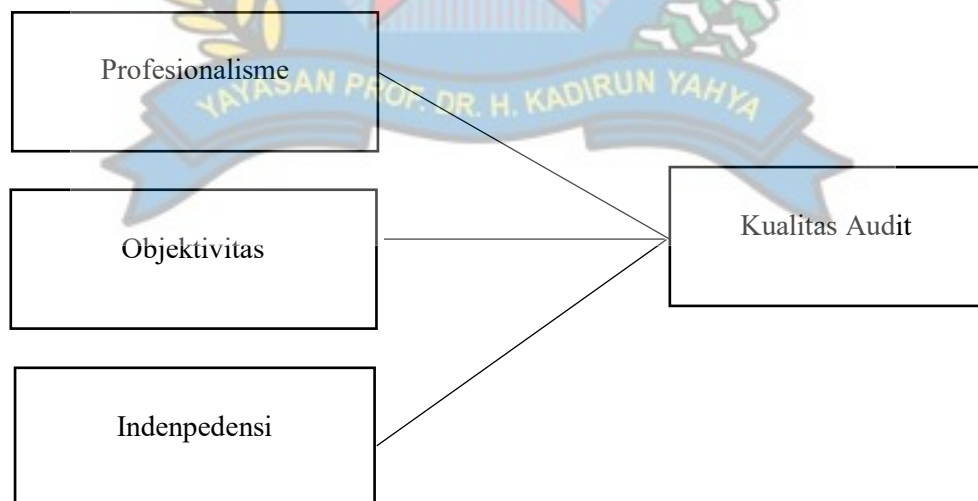 Profesionalisme
YAYASAN PROF. DR. H. KADIRUN YAHYA
Objektivitas
Kualitas Audit
Indenpedensi